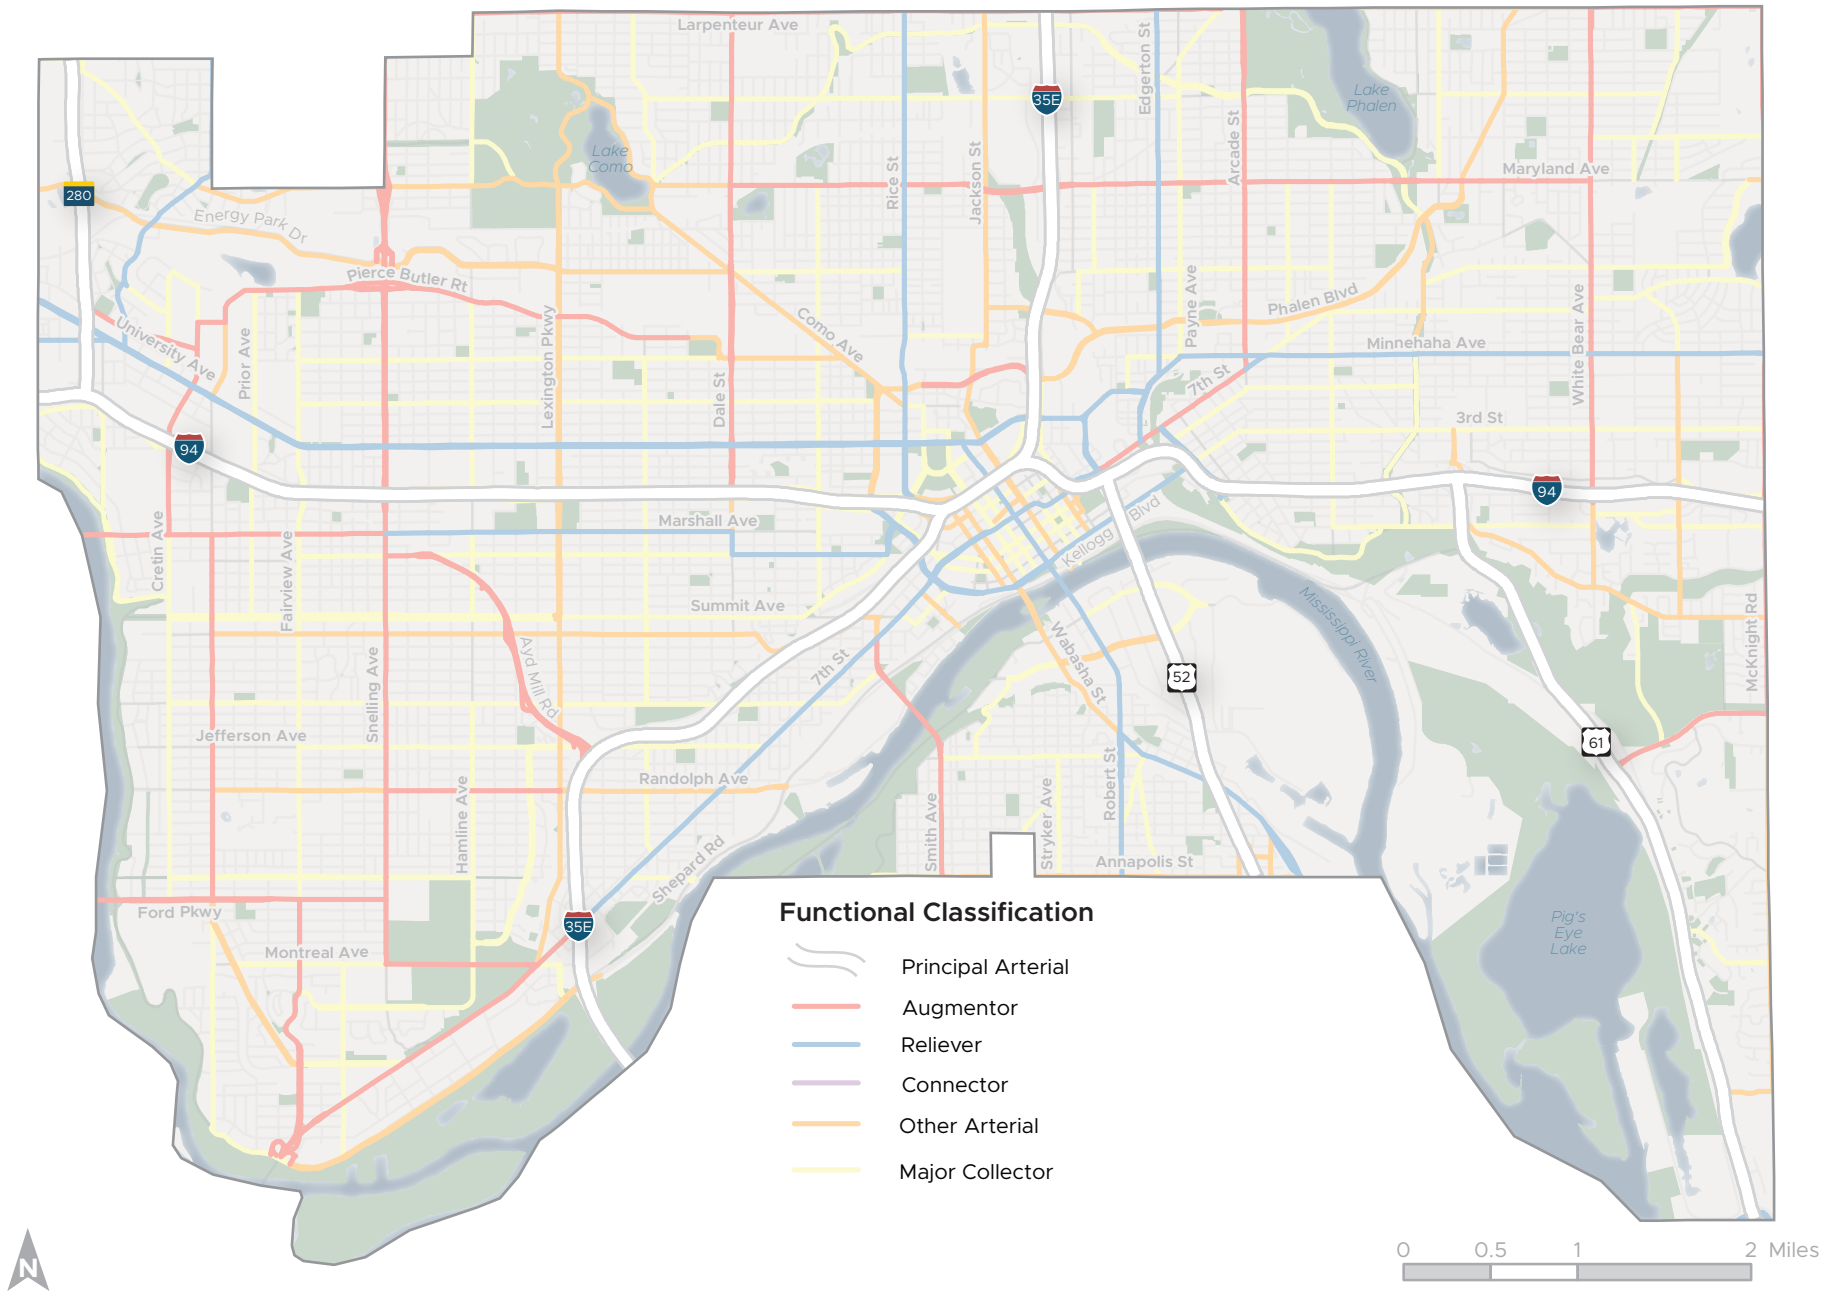 Larpenteur Ave
Edgerton St
Lake
Phalen
35E
Lake
Como
Rice St
Jackson St
Arcade St
Maryland Ave
280
Energy Park Dr
Pierce Butler Rt
Lexington Pkwy
Como Ave
Payne Ave
Phalen Blvd
White Bear Ave
University Ave
Prior Ave
Dale St
7th St
Minnehaha Ave
3rd St
94
94
Cretin Ave
Fairview Ave
Marshall Ave
Kellogg Blvd
Summit Ave
Mississippi River
McKnight Rd
Snelling Ave
Ayd Mill Rd
7th St
Wabasha St
52
61
Jefferson Ave
Randolph Ave
Hamline Ave
Smith Ave
Stryker Ave
Robert St
Shepard Rd
Annapolis St
Ford Pkwy
35E
Montreal Ave
Pig's
Eye
Lake
Functional Classification
Principal Arterial
Augmentor
Reliever
Connector
Other Arterial
Major Collector
N
0 0.5 1 2 Miles